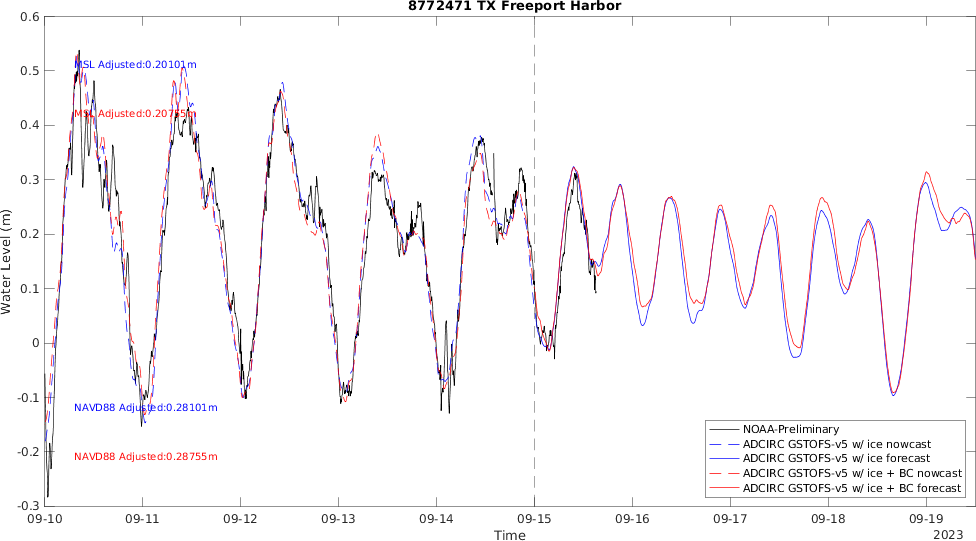 8772471 TX Freeport Harbor
0.6
0.5
0.4
0.3
0.2
0.1
0
-0.1
-0.2
-0.3
Water Level (m)
MSL Adjusted:0.20101m
MSL Adjusted:0.20755m
NAVD88 Adjusted:0.28101m
NAVD88 Adjusted:0.28755m
NOAA-Preliminary
ADCIRC GSTOFS-v5 w/ ice nowcast
ADCIRC GSTOFS-v5 w/ ice forecast
ADCIRC GSTOFS-v5 w/ice + BC nowcast
ADCIRC GSTOFS-v5 w/ice + BC forecast
09-10 09-11 09-12 09-13 09-14 09-15 09-16 09-17 09-18 09-19
Time
2023